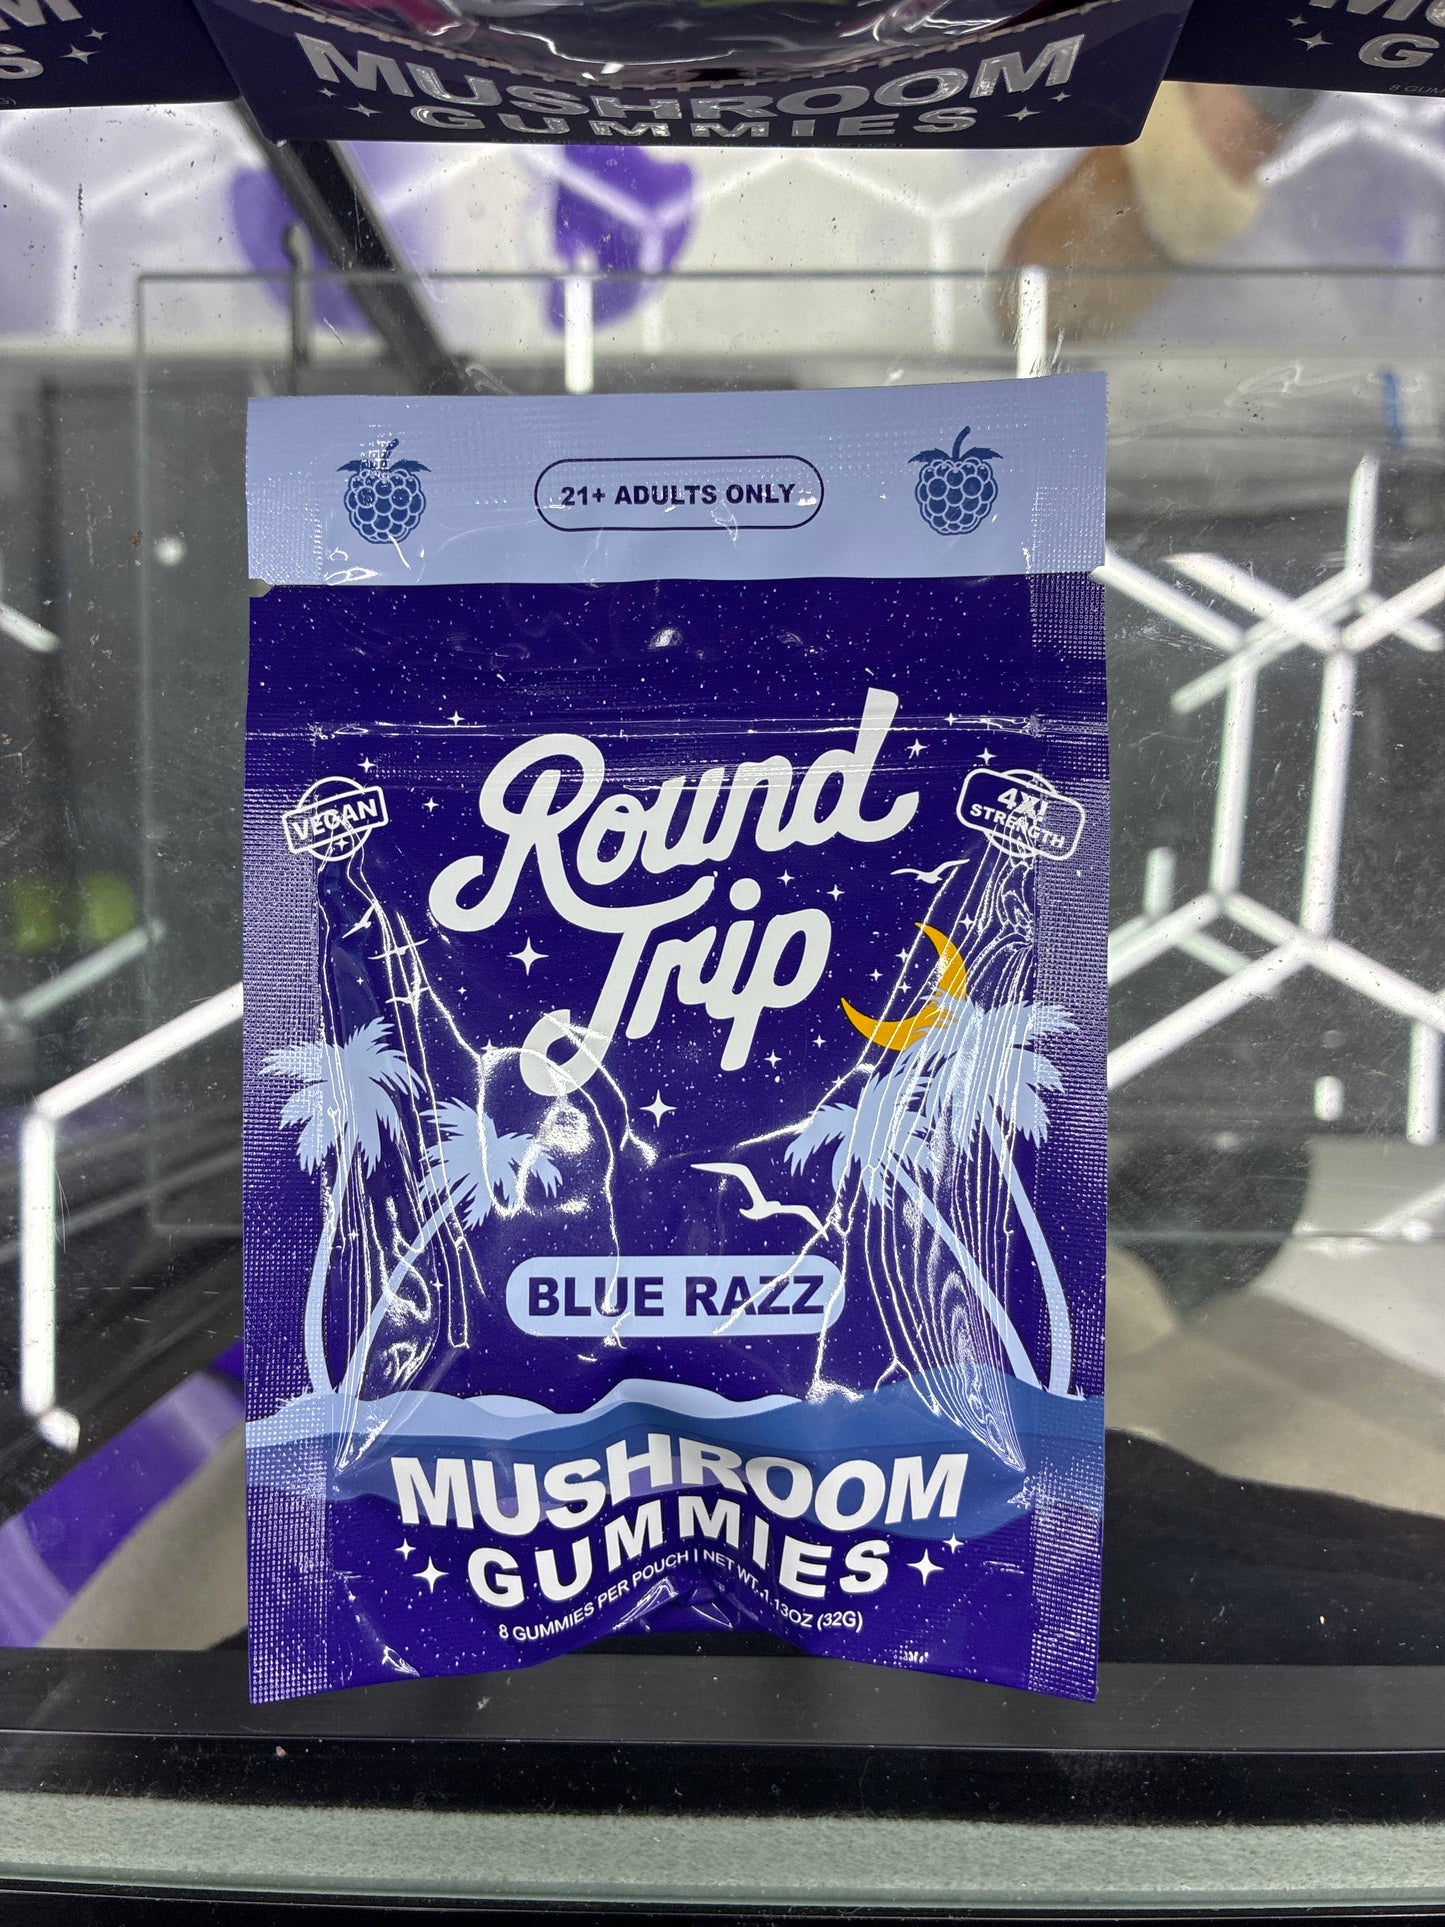 MUSHROOM
GUMMIES
21+ ADULTS ONLY
Round
Trip
VEGAN
4X!
STRENGTH
BLUE RAZZ
MUSHROOM
GUMMIES
8 GUMMIES PER POUCH | NET WT. 1.13OZ (32G)